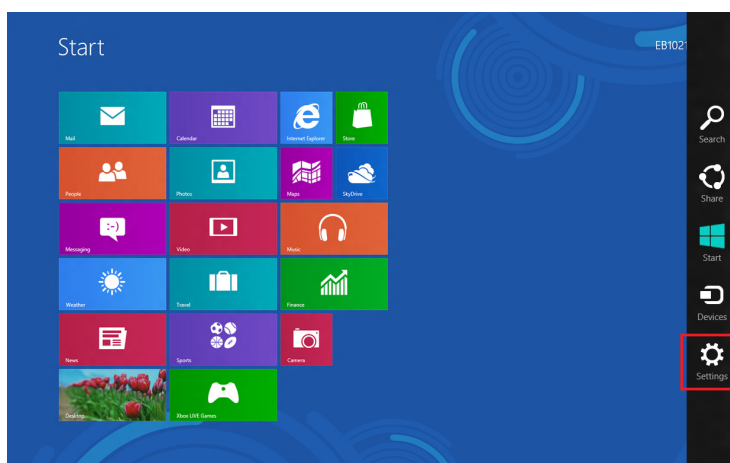 Start
EB1021
Mail
Calendar
Internet Explorer
Store
People
Photos
Maps
SkyDrive
Messaging
:-)
Video
Music
Weather
Travel
Finance
News
Sports
Camera
Desktop
Xbox LIVE Games
Search
Share
Start
Devices
Settings